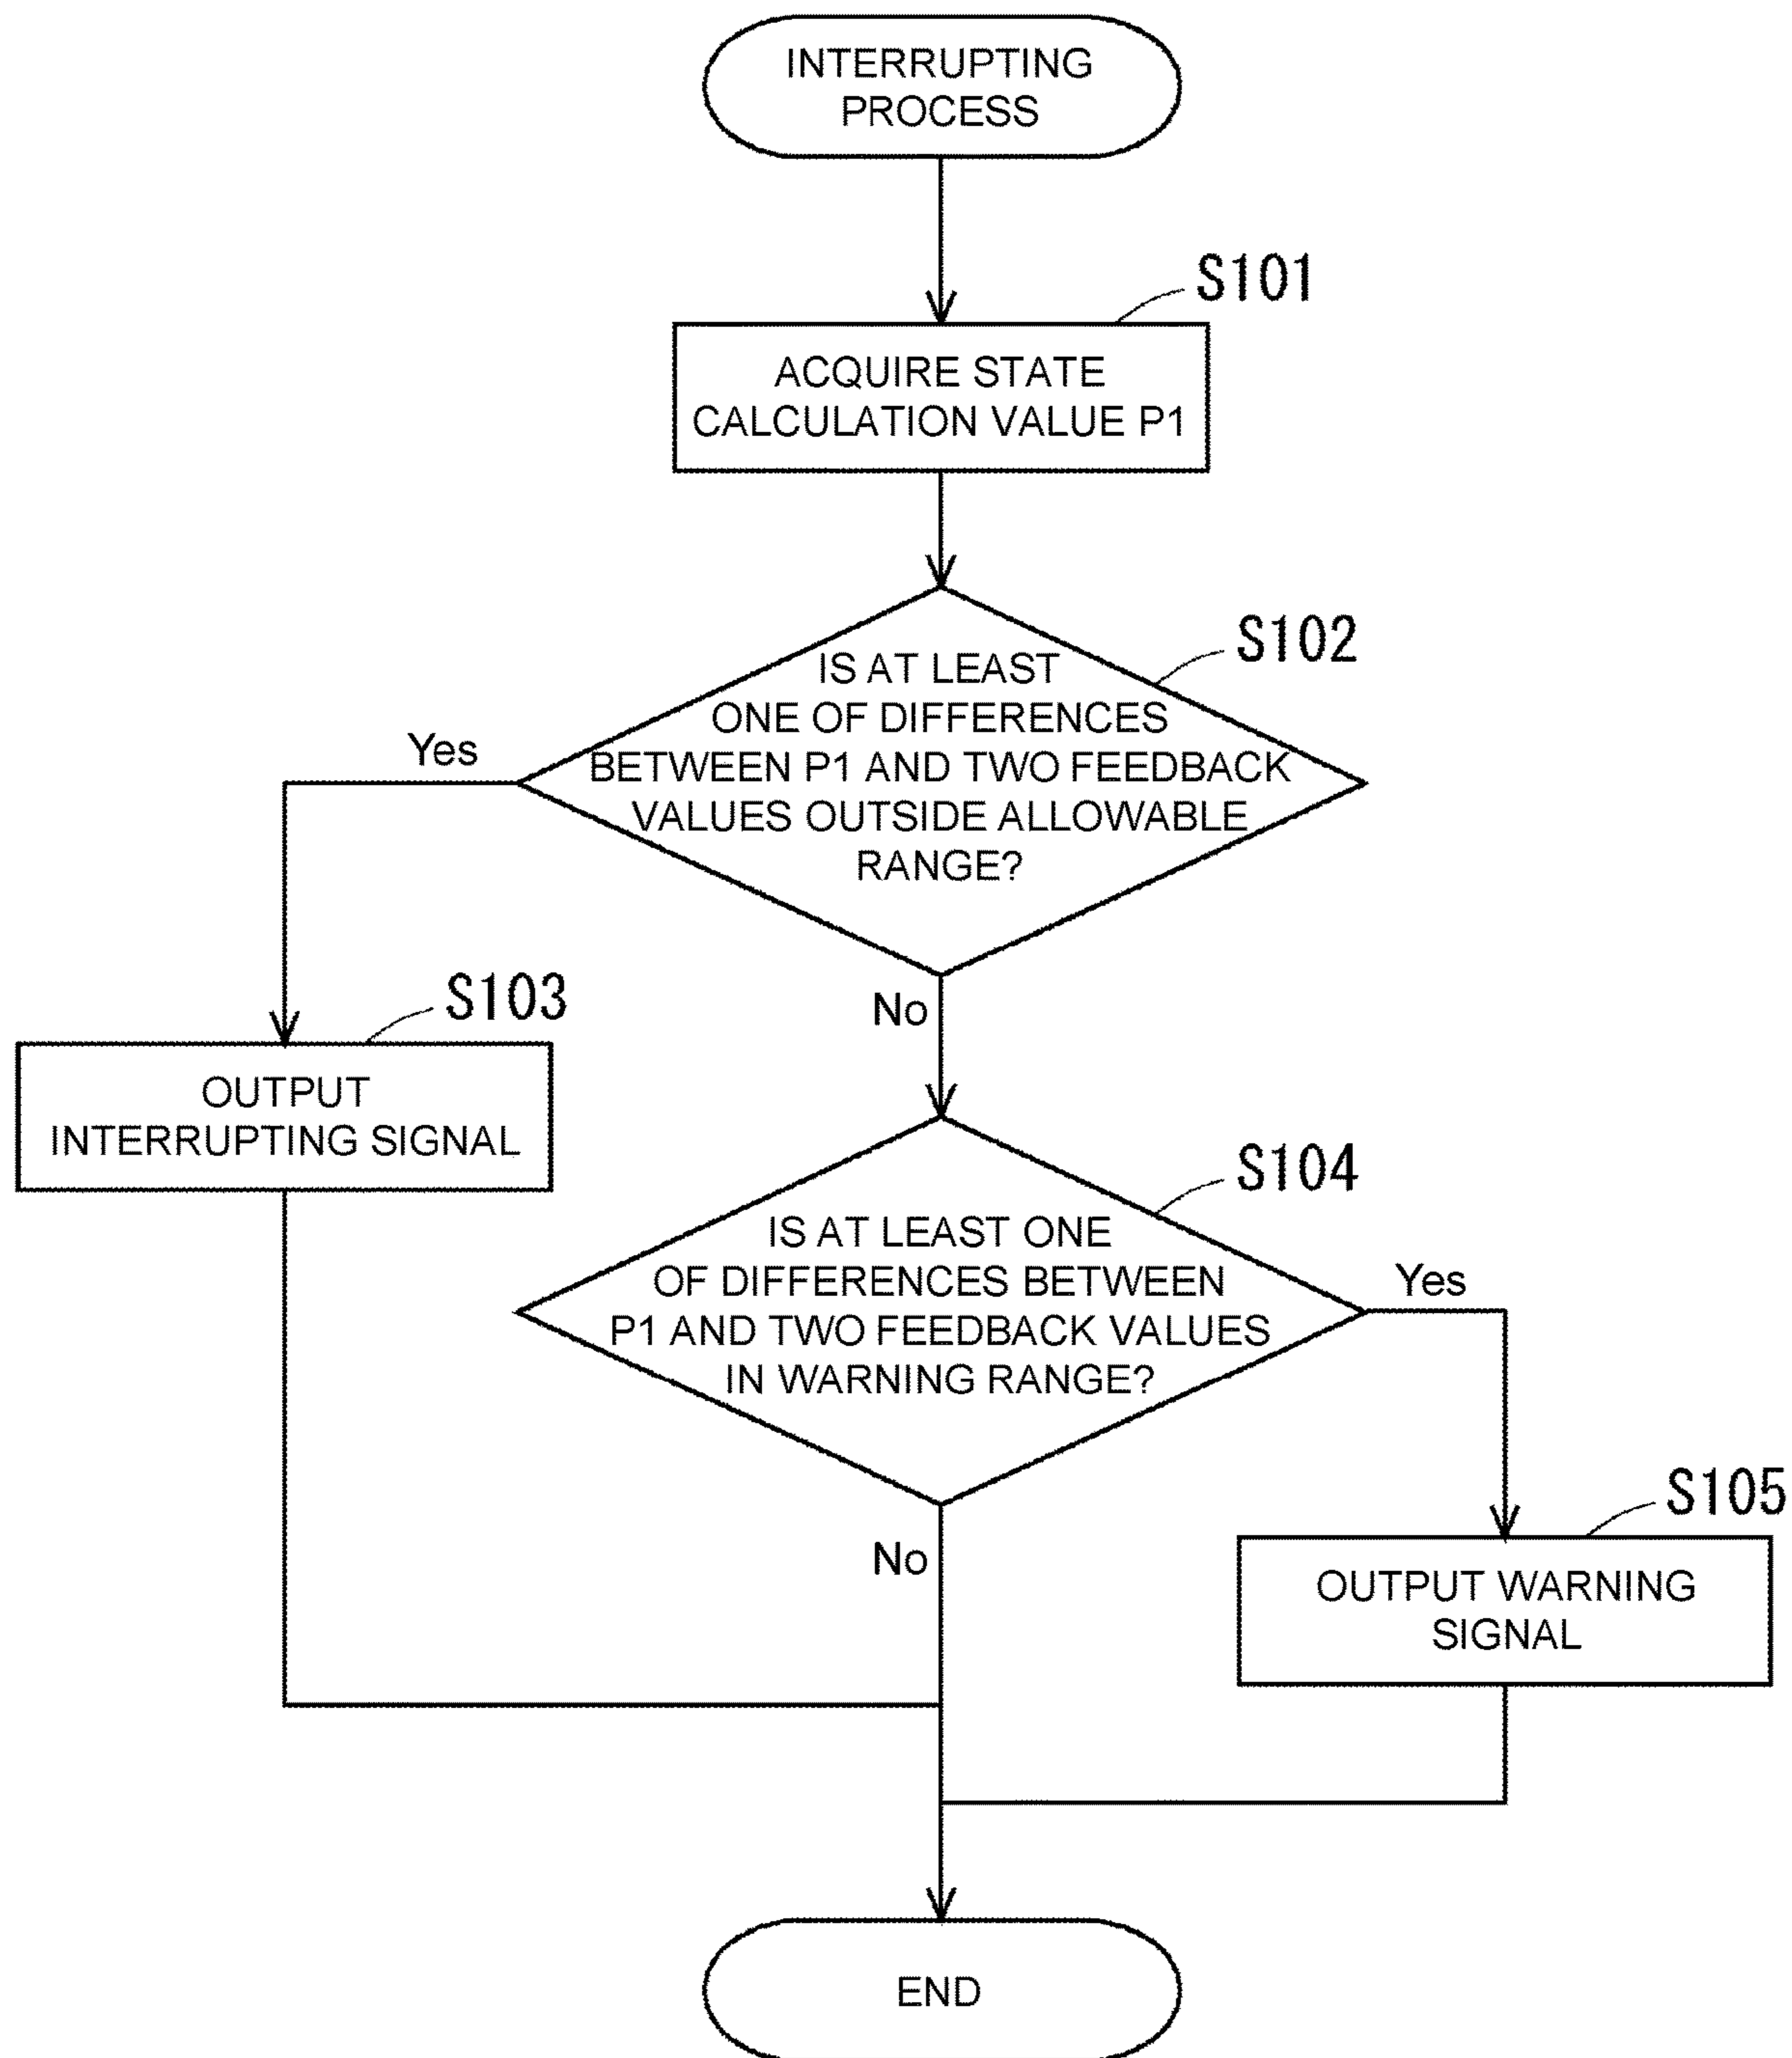 INTERRUPTING
PROCESS
S101
ACQUIRE STATE
CALCULATION VALUE P1
S102
IS AT LEAST
ONE OF DIFFERENCES
BETWEEN P1 AND TWO FEEDBACK
VALUES OUTSIDE ALLOWABLE
RANGE?
Yes
No
S103
OUTPUT
INTERRUPTING SIGNAL
S104
IS AT LEAST ONE
OF DIFFERENCES BETWEEN
P1 AND TWO FEEDBACK VALUES
IN WARNING RANGE?
Yes
No
S105
OUTPUT WARNING
SIGNAL
END